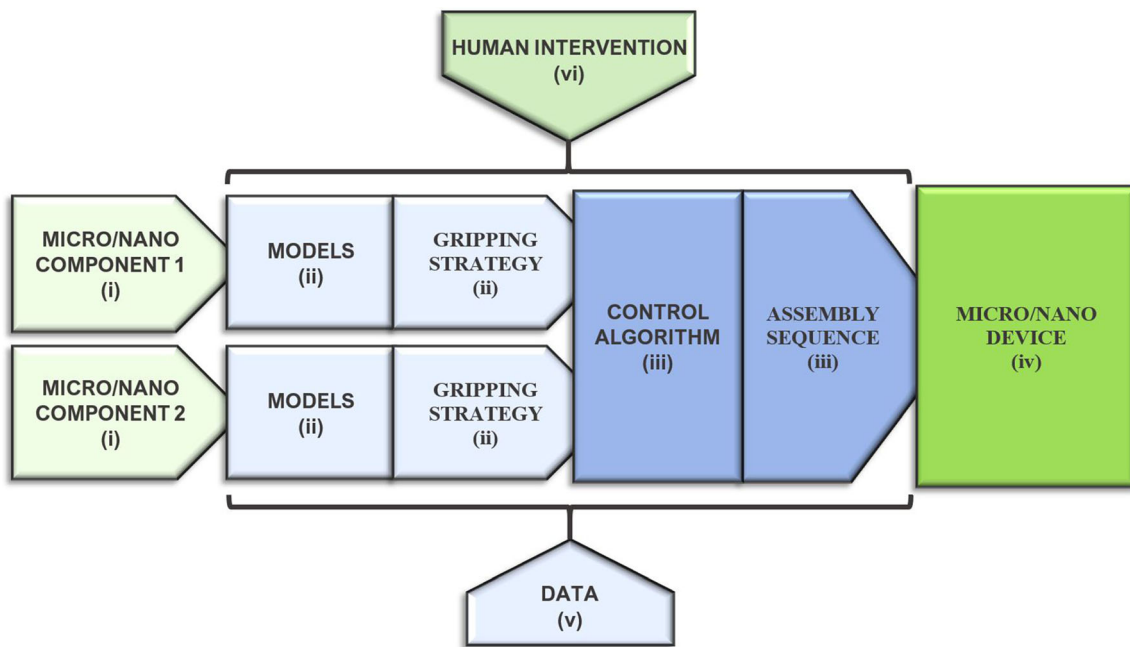 HUMAN INTERVENTION
(vi)
MICRO/NANO
COMPONENT 1
(i)
MODELS
(ii)
GRIPPING
STRATEGY
(ii)
MICRO/NANO
COMPONENT 2
(i)
MODELS
(ii)
GRIPPING
STRATEGY
(ii)
CONTROL
ALGORITHM
(iii)
ASSEMBLY
SEQUENCE
(iii)
MICRO/NANO
DEVICE
(iv)
DATA
(v)